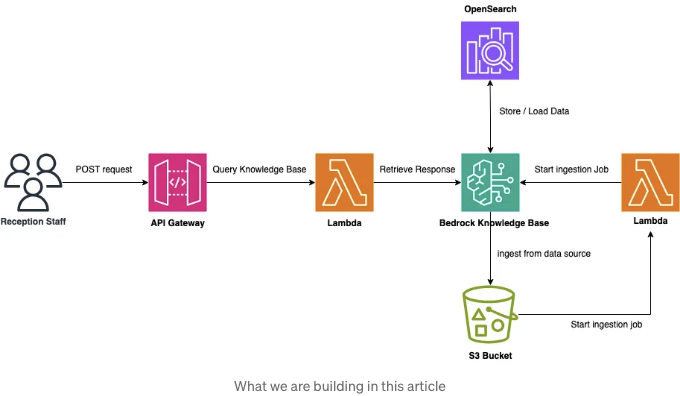 OpenSearch
Store / Load Data
POST request
Query Knowledge Base
Retrieve Response
Start ingestion Job
Reception Staff
API Gateway
Lambda
Bedrock Knowledge Base
Lambda
ingest from data source
Start ingestion job
S3 Bucket
What we are building in this article